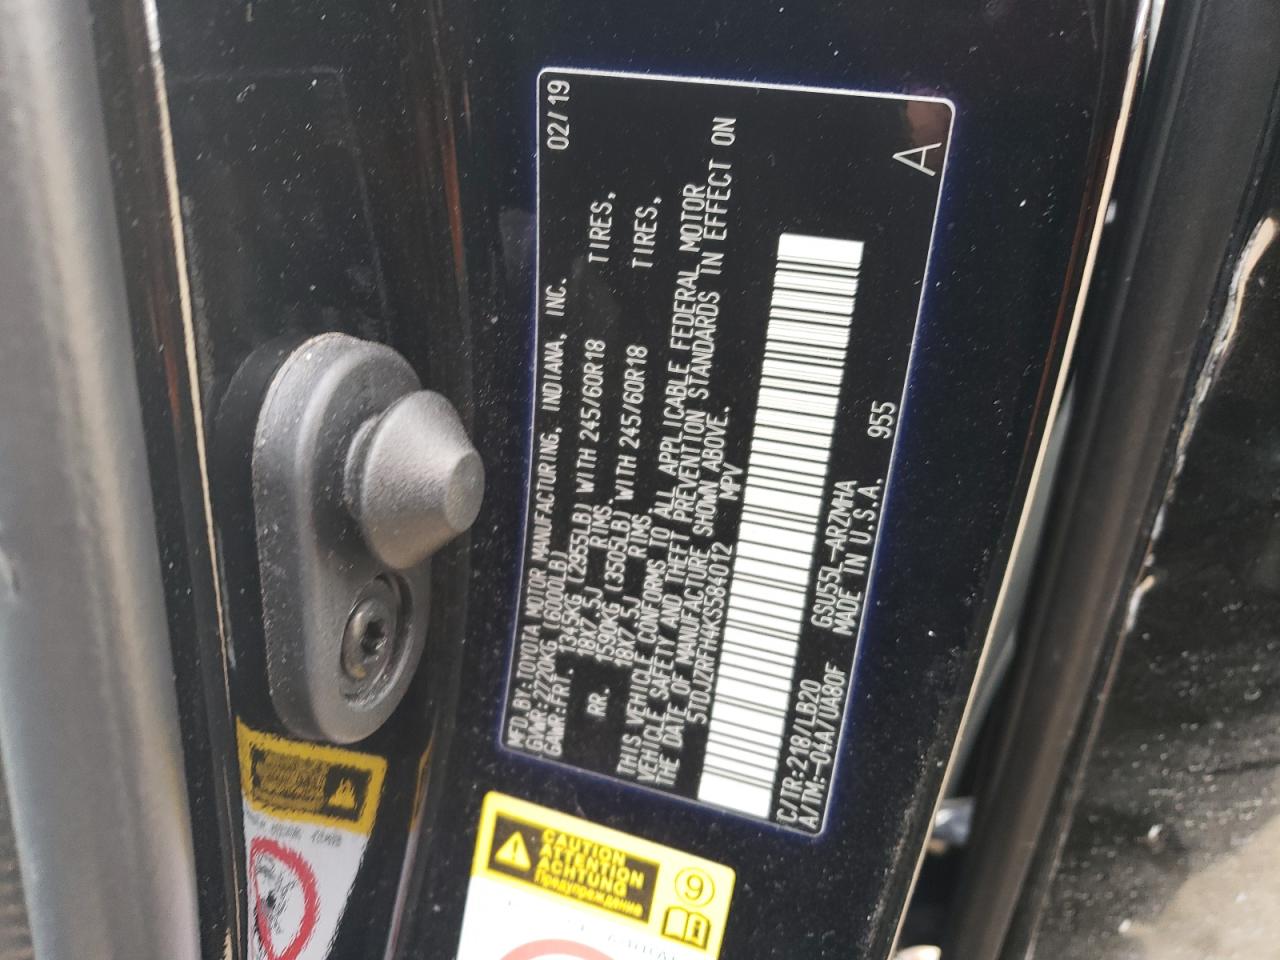 MFD.BY:TOYOTA MOTOR MANUFACTURING, INDIANA, INC. 02/19
GVWR:2720KG (6000LB)
GAWR:FRT. 1345KG (2955LB) WITH 245/60R18 TIRES,
18X7.5J RIMS.
RR. 1590KG (3505LB) WITH 245/60R18 TIRES,
18X7.5J RIMS
THIS VEHICLE CONFORMS TO ALL APPLICABLE FEDERAL MOTOR
VEHICLE SAFETY AND THEFT PREVENTION STANDARDS IN EFFECT ON
THE DATE OF MANUFACTURE SHOWN ABOVE.
5TDJZRFH4KS584012 MPV
C/TR:218/LB20 GSU55L-ARZMHA 955
A/TM:-04A/UA80F MADE IN U.S.A.
A
CAUTION
ATTENTION
ACHTUNG
Предупреждение
9